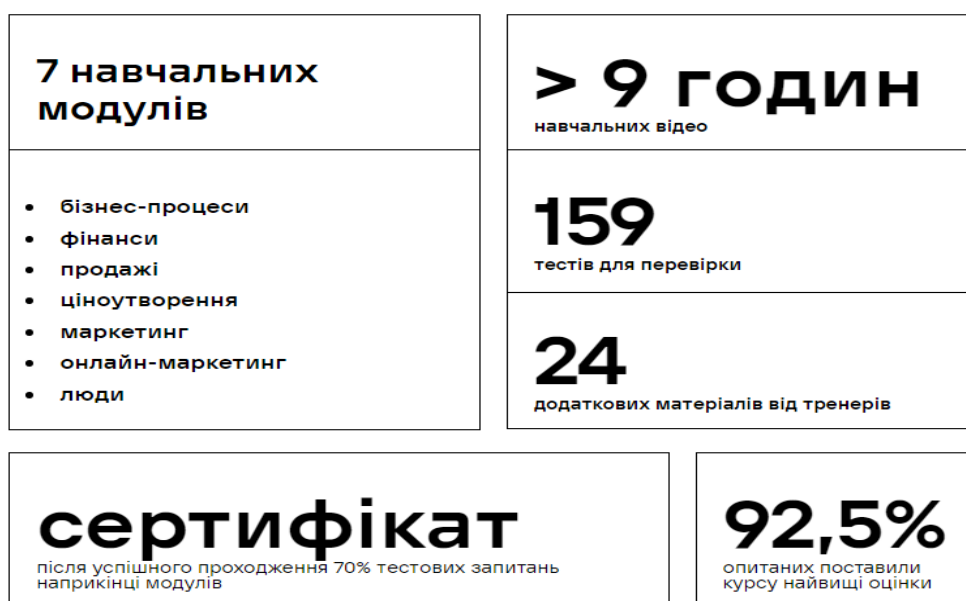 7 навчальних
модулів
• бізнес-процеси
• фінанси
• продажі
• ціноутворення
• маркетинг
• онлайн-маркетинг
• люди
> 9 годин
навчальних відео
159
тестів для перевірки
24
додаткових матеріалів від тренерів
сертифікат
після успішного проходження 70% тестових запитань
наприкінці модулів
92,5%
опитаних поставили
курсу найвищі оцінки